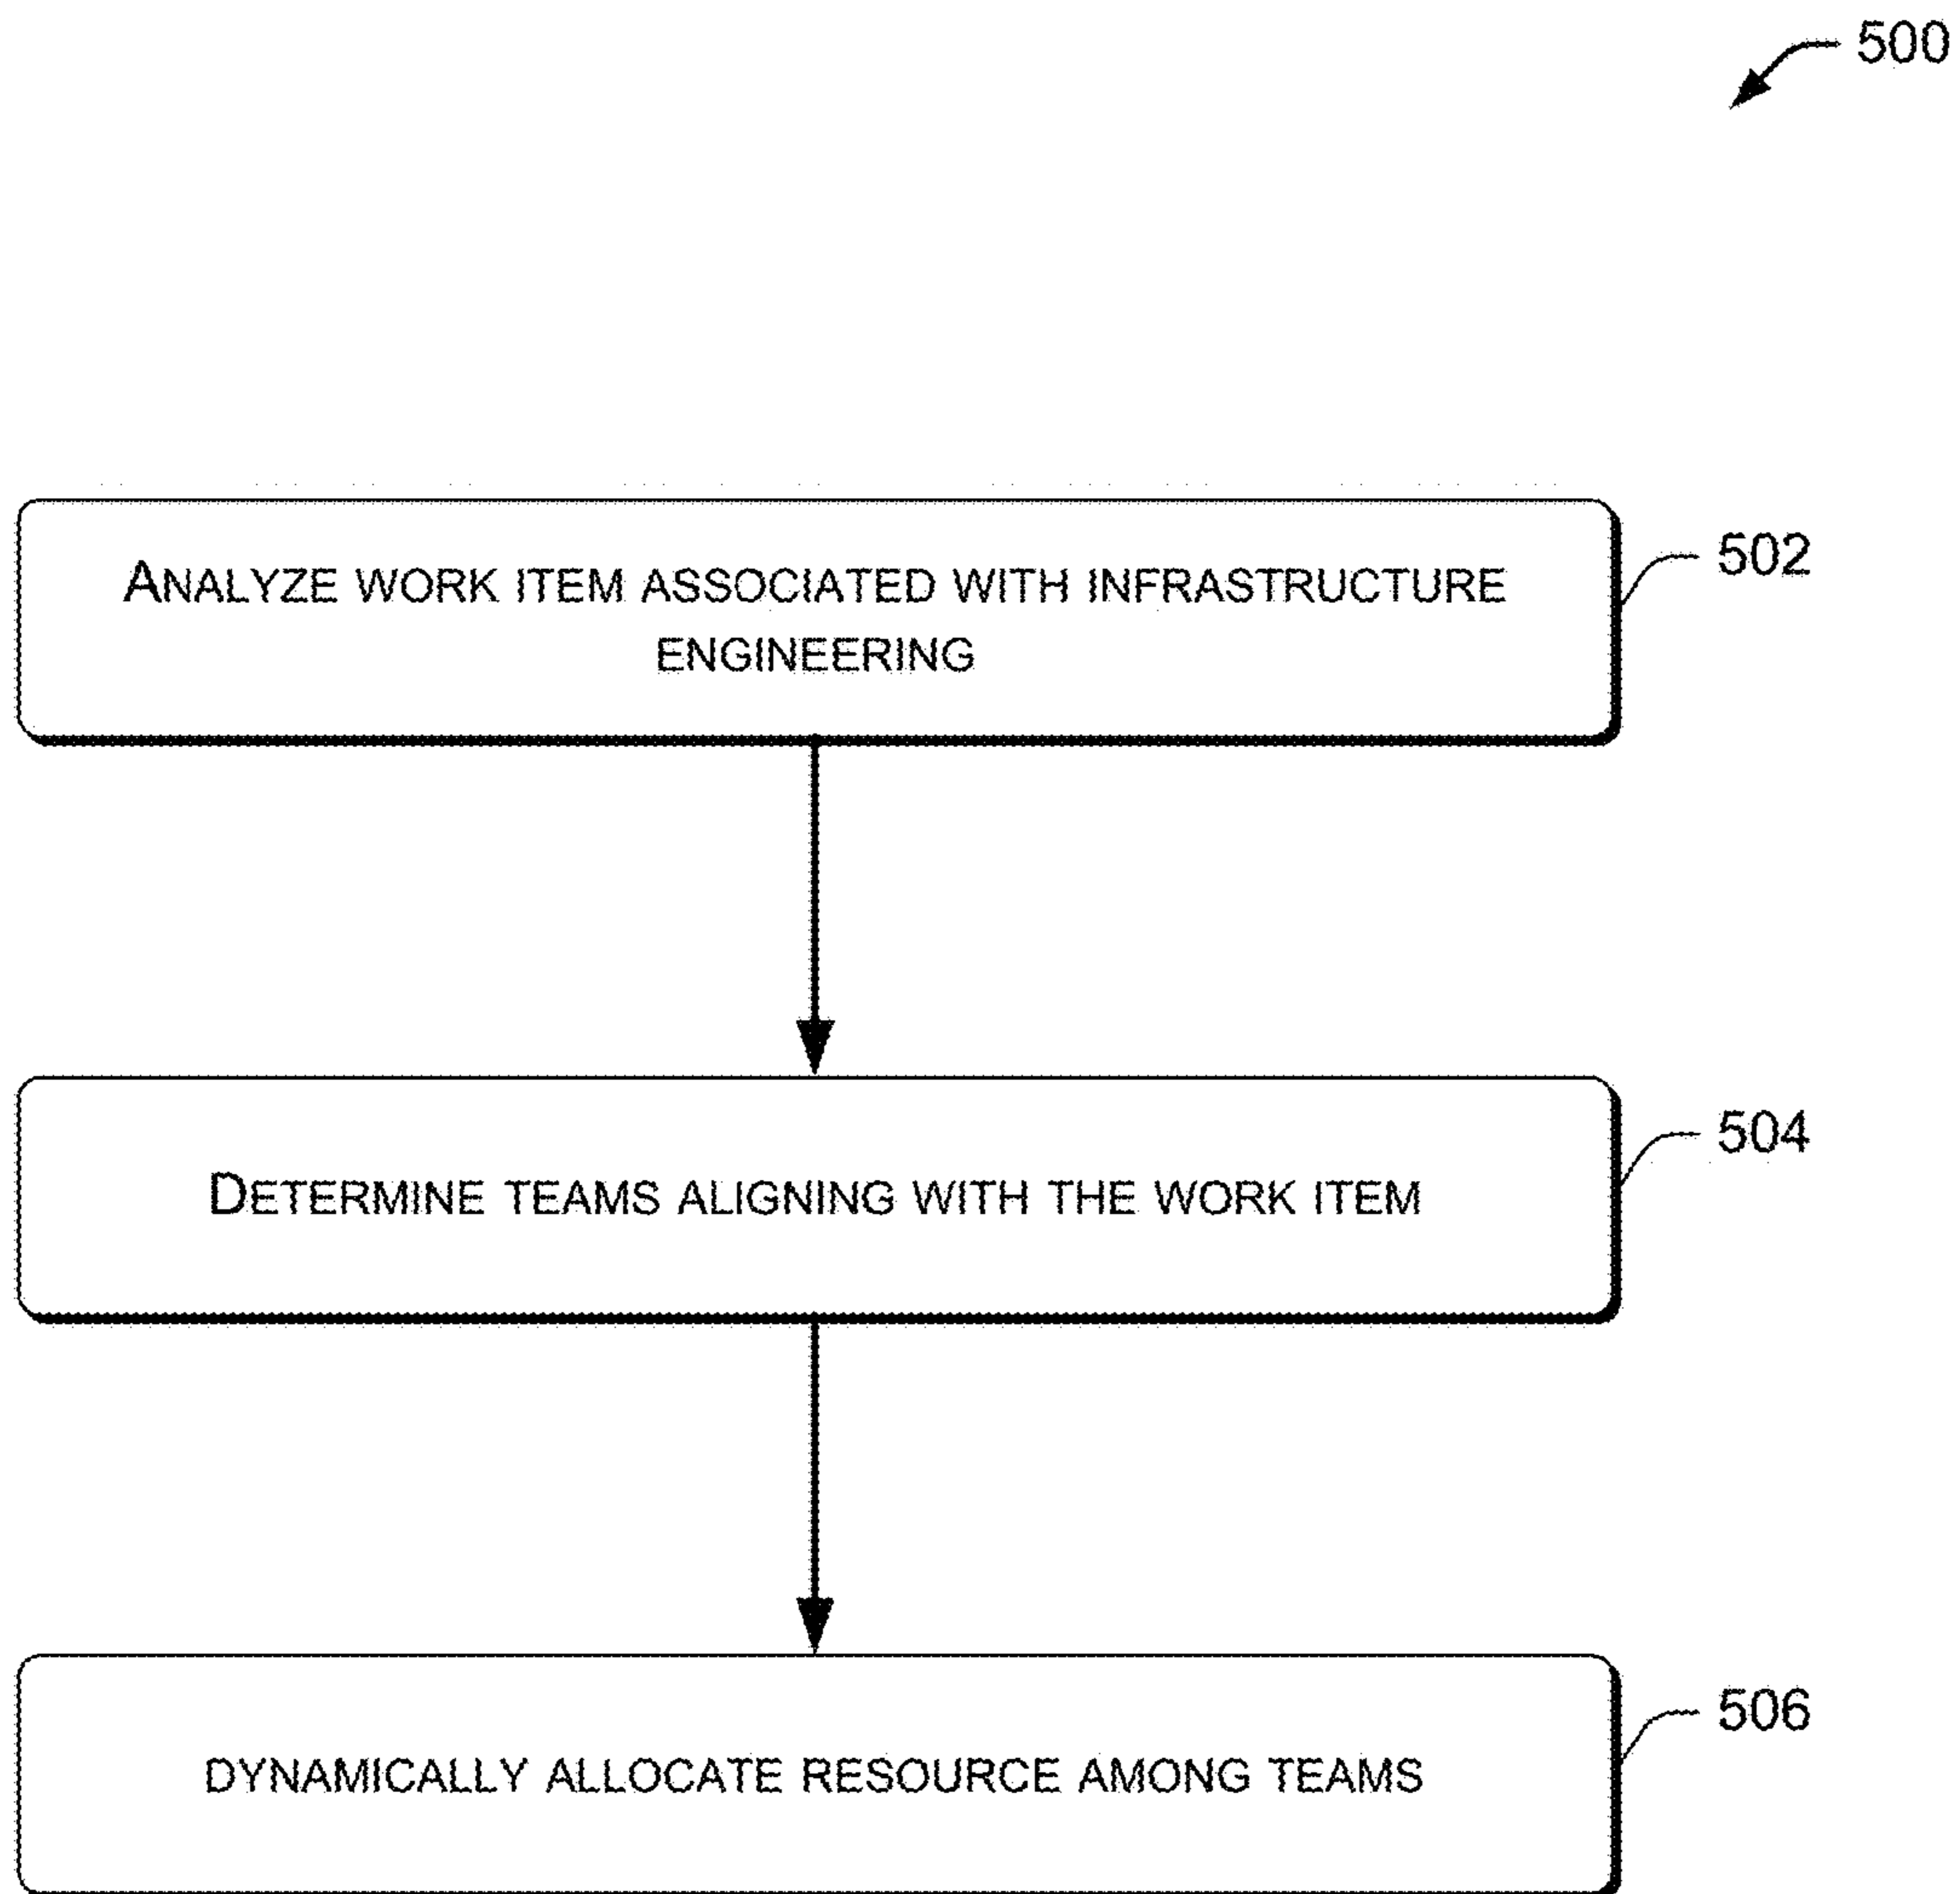 500
ANALYZE WORK ITEM ASSOCIATED WITH INFRASTRUCTURE
ENGINEERING
502
DETERMINE TEAMS ALIGNING WITH THE WORK ITEM
504
DYNAMICALLY ALLOCATE RESOURCE AMONG TEAMS
506